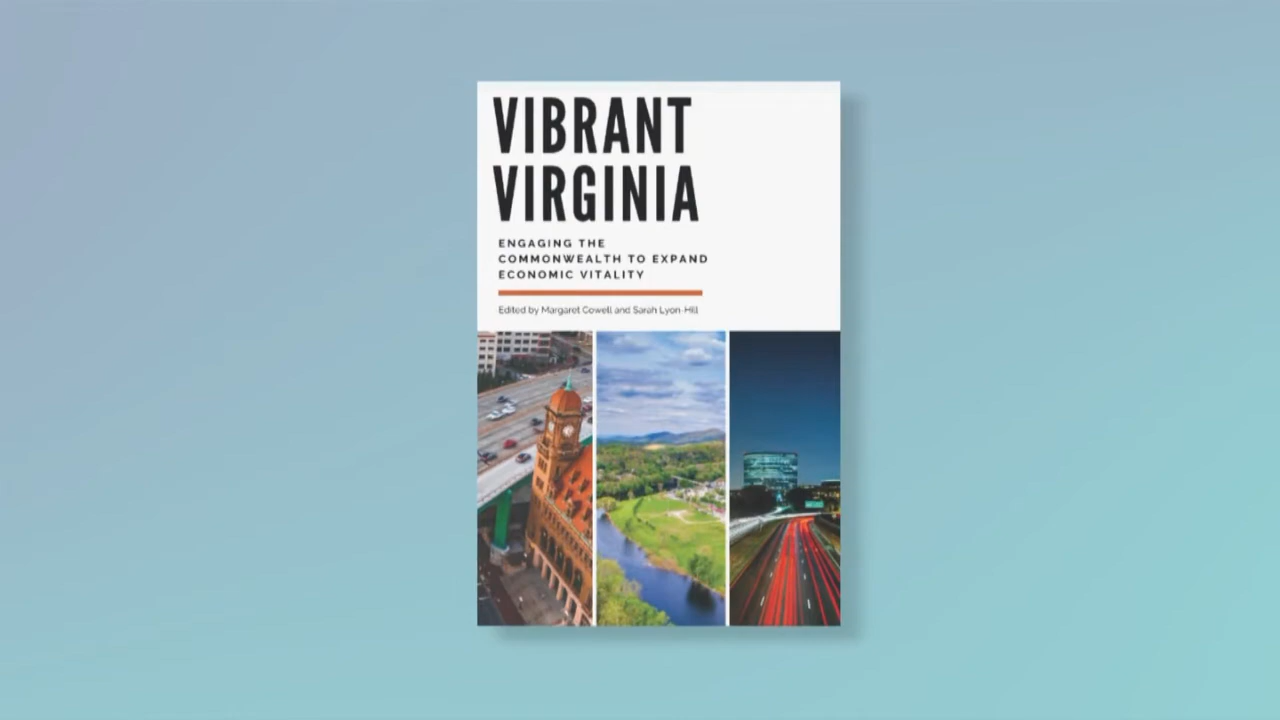 VIBRANT
VIRGINIA
ENGAGING THE
COMMONWEALTH TO EXPAND
ECONOMIC VITALITY
Edited by Margaret Cowell and Sarah Lyon-Hill